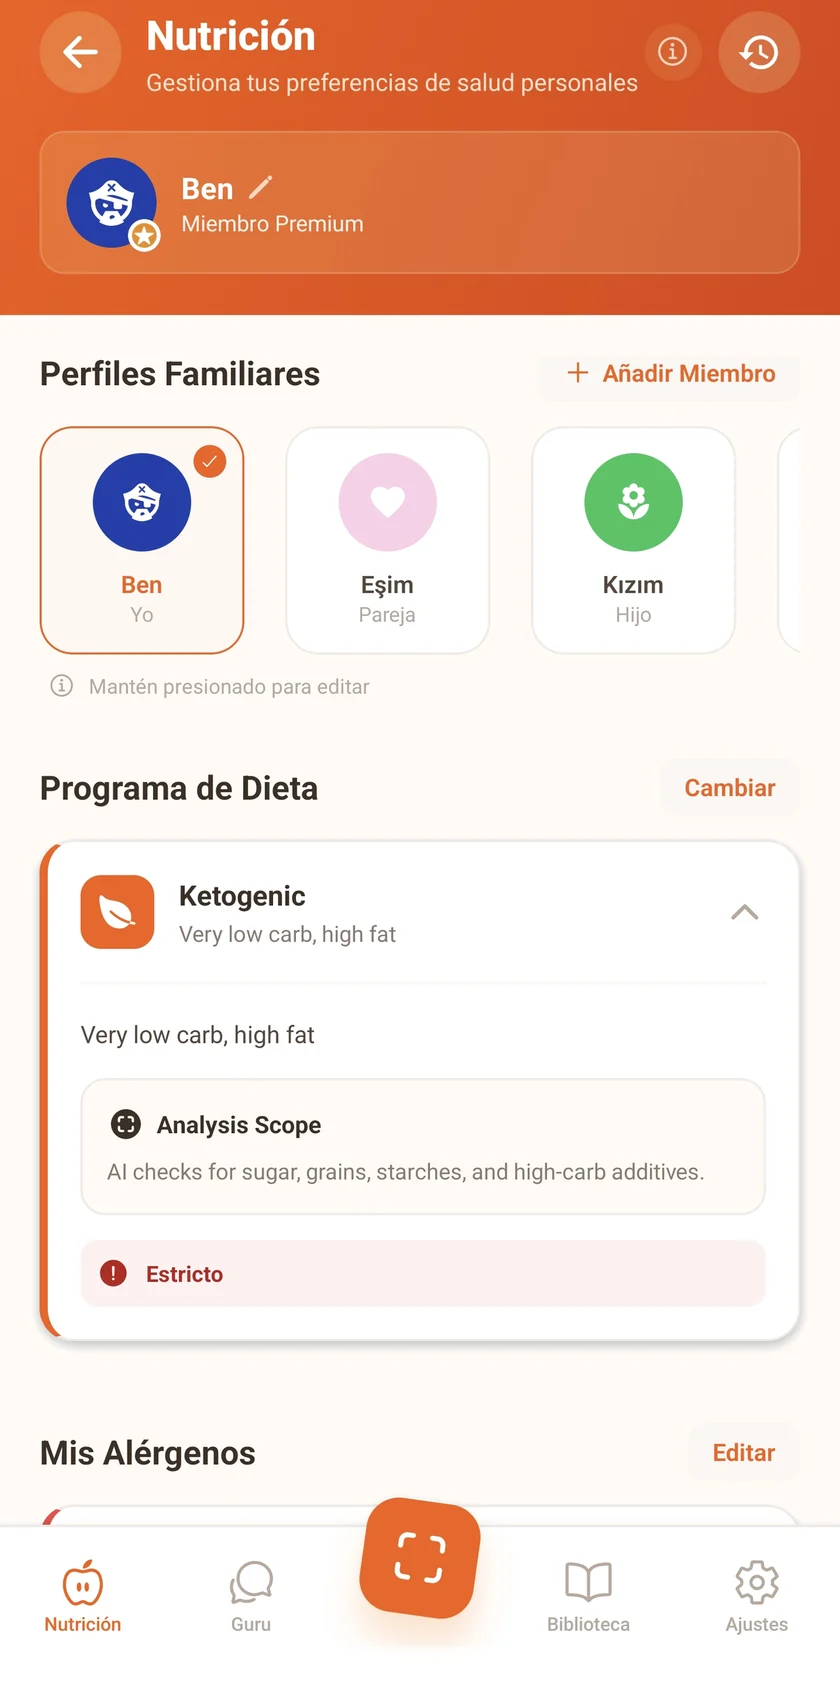 Nutrición
Gestiona tus preferencias de salud personales
Ben
Miembro Premium
Perfiles Familiares
+ Añadir Miembro
Ben
Yo
Eşim
Pareja
Kızım
Hijo
Mantén presionado para editar
Programa de Dieta
Cambiar
Ketogenic
Very low carb, high fat
Very low carb, high fat
Analysis Scope
AI checks for sugar, grains, starches, and high-carb additives.
Estricto
Mis Alérgenos
Editar
Nutrición
Guru
Biblioteca
Ajustes